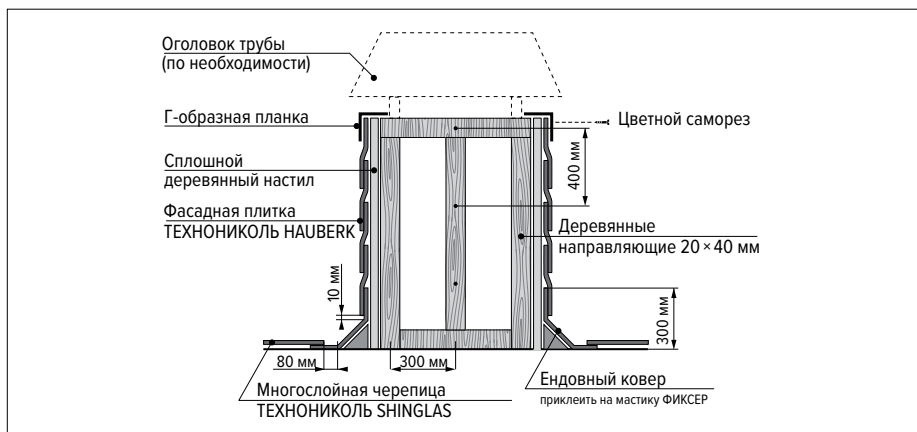 Оголовок трубы
(по необходимости)
Г-образная планка
Цветной саморез
Сплошной
деревянный настил
400 мм
Фасадная плитка
ТЕХНОНИКОЛЬ HAUBERK
Деревянные
направляющие 20 × 40 мм
10 мм
300 мм
80 мм
300 мм
Ендовный ковер
приклеить на мастику ФИКСЕР
Многослойная черепица
ТЕХНОНИКОЛЬ SHINGLAS